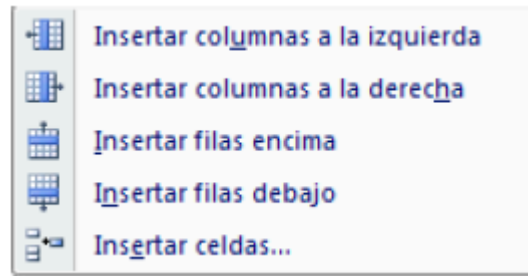 Insertar columnas a la izquierda
Insertar columnas a la derecha
Insertar filas encima
Insertar filas debajo
Insertar celdas...